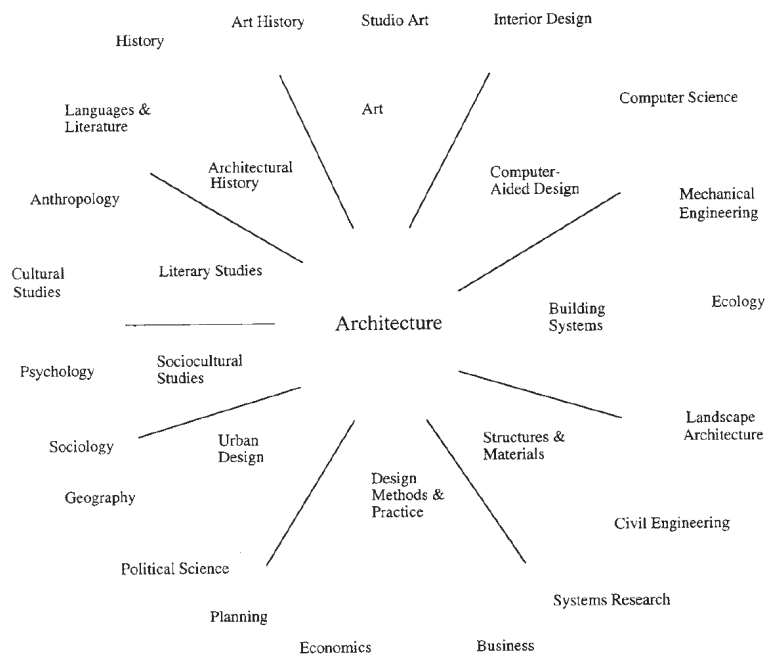 Art History
Studio Art
Interior Design
History
Computer Science
Languages &
Literature
Art
Architectural
History
Computer-
Aided Design
Anthropology
Mechanical
Engineering
Cultural
Studies
Literary Studies
Building
Systems
Ecology
Architecture
Psychology
Sociocultural
Studies
Landscape
Architecture
Sociology
Urban
Design
Structures &
Materials
Geography
Design
Methods &
Practice
Civil Engineering
Political Science
Systems Research
Planning
Economics
Business